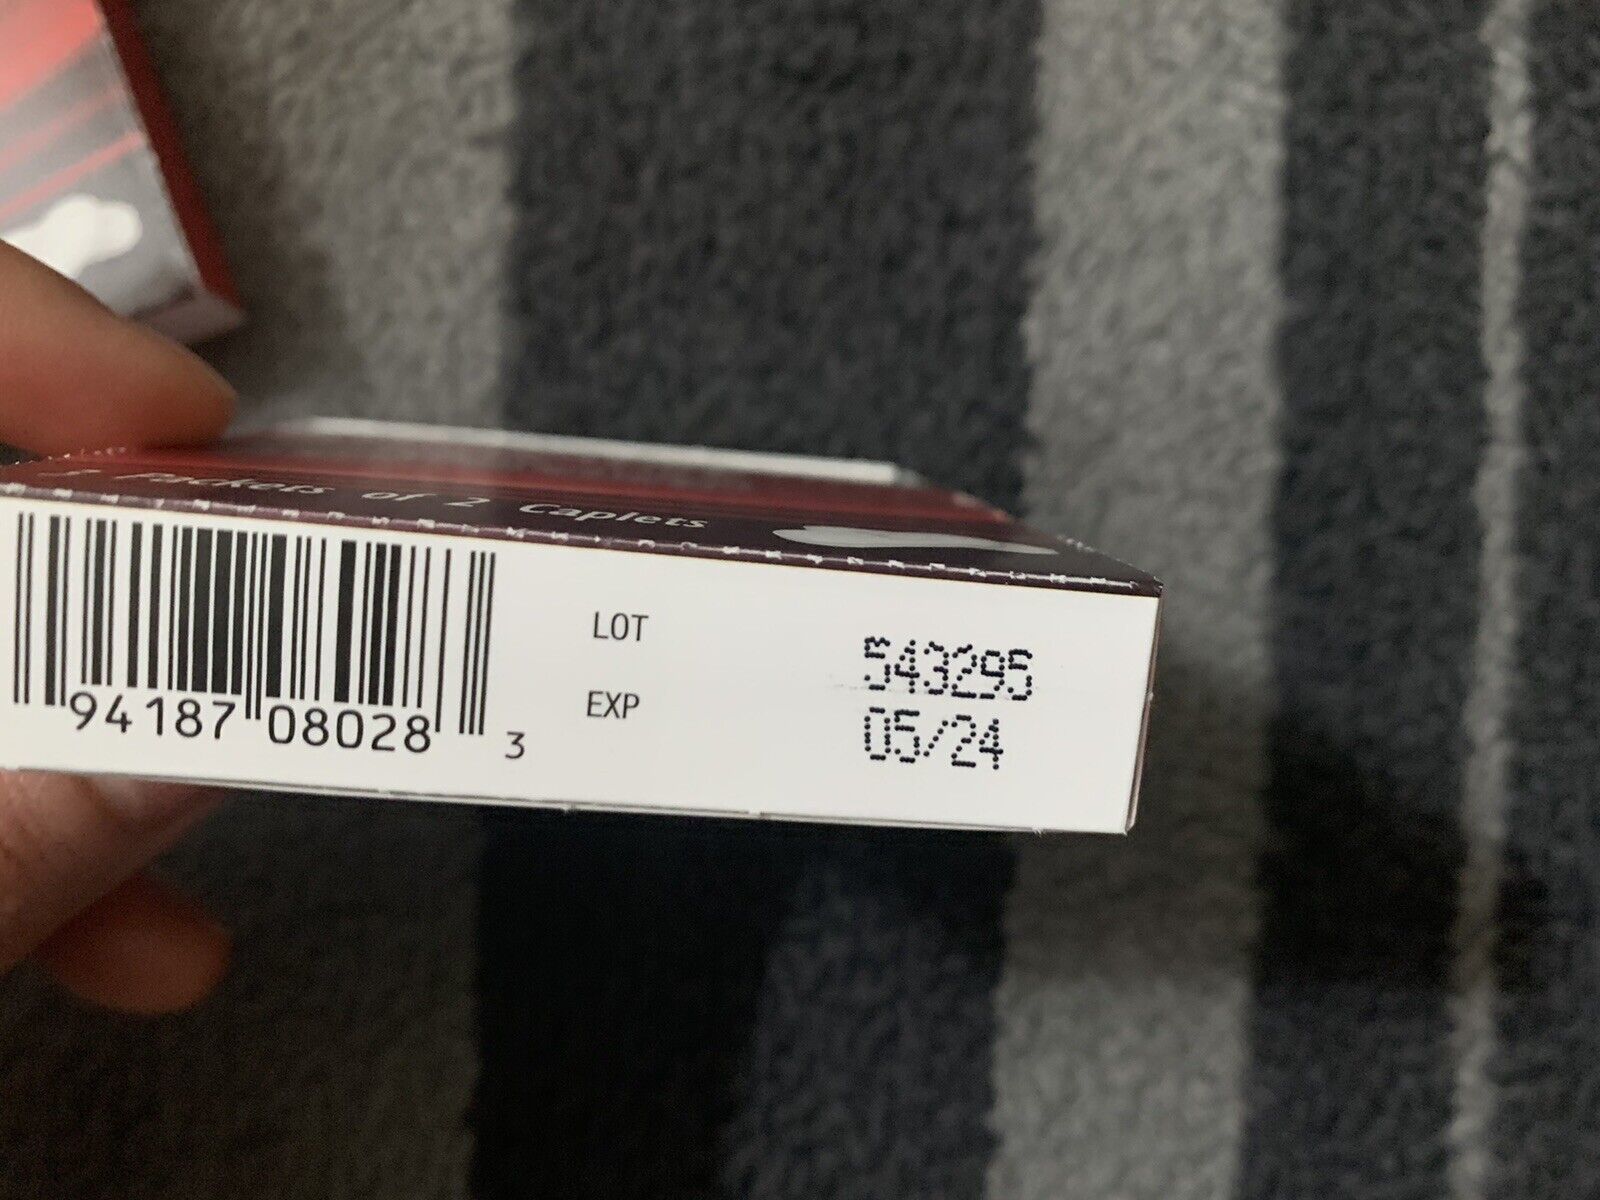 Packets of 2 Caplets
LOT 543295
EXP 05/24
94187 08028 3